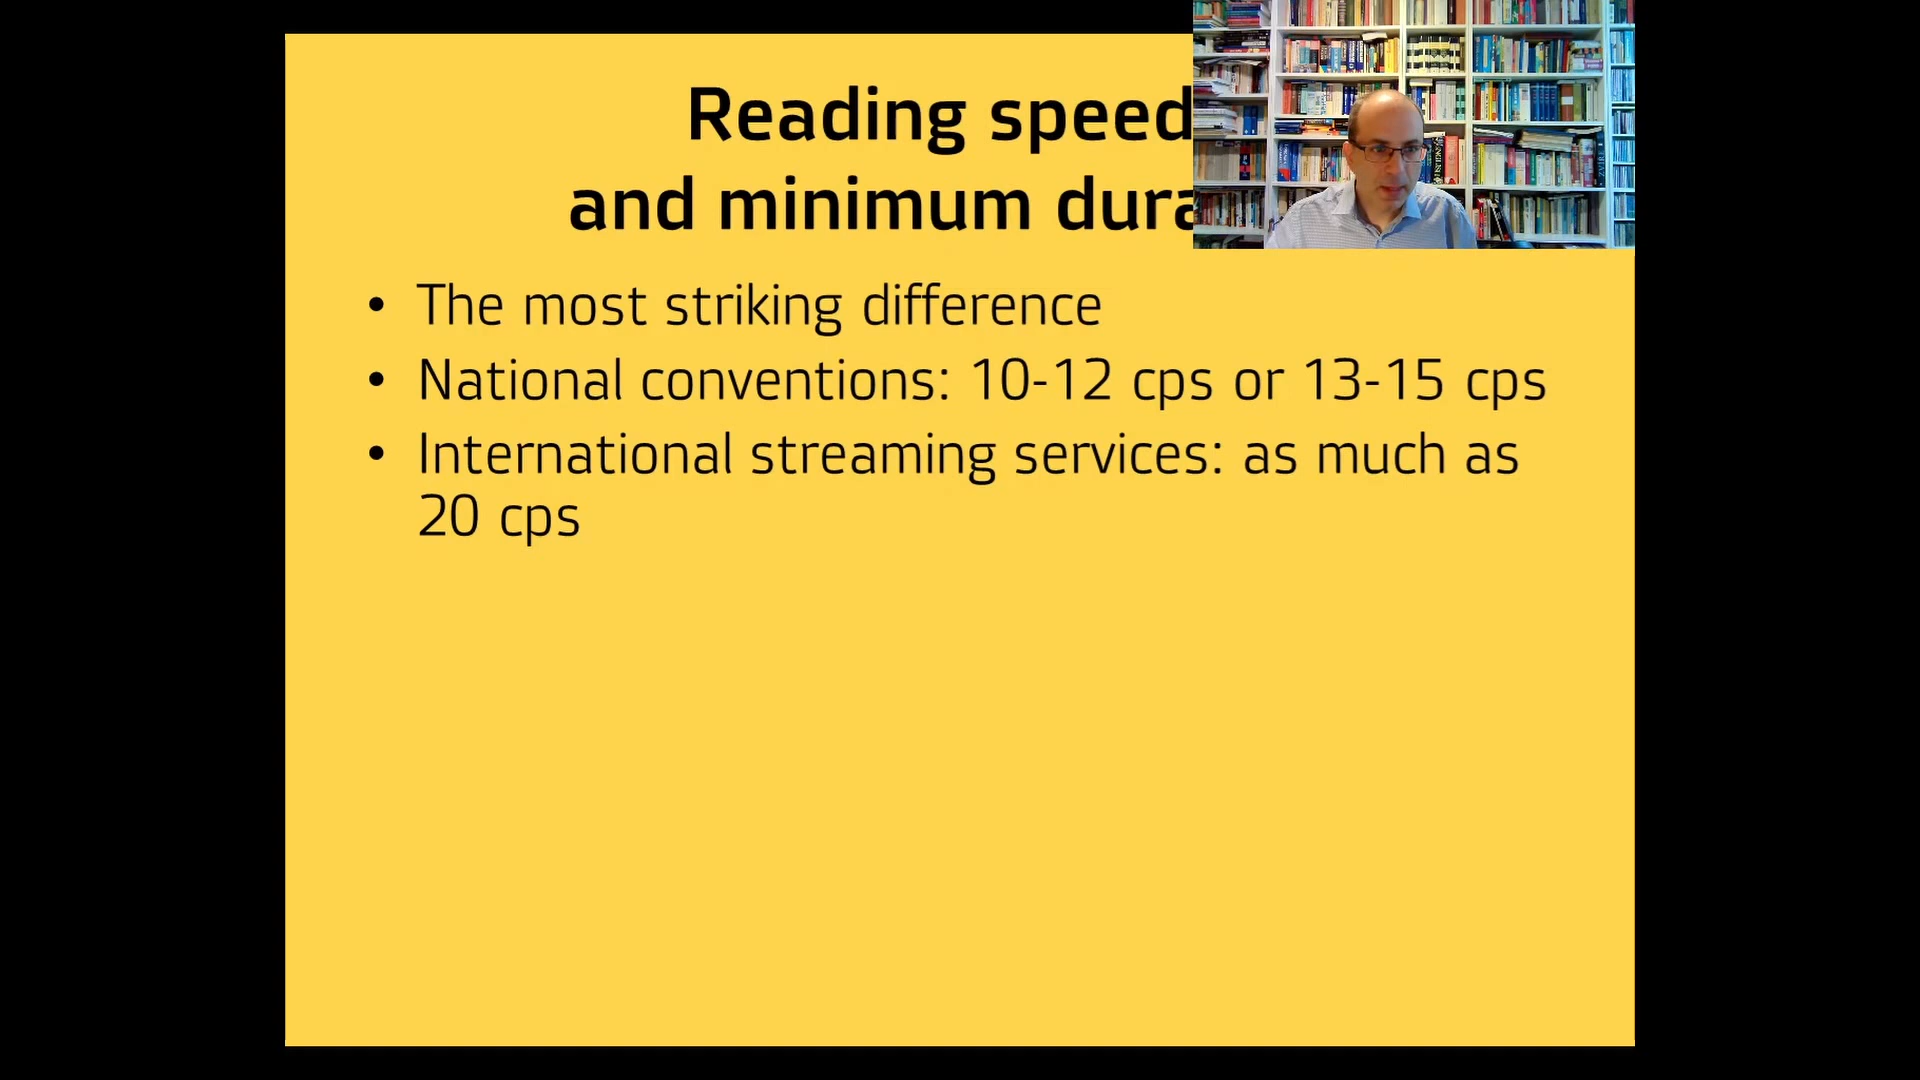 Reading speed
and minimum
• The most striking difference
• National conventions: 10-12 cps or 13-15 cps
• International streaming services: as much as
20 cps